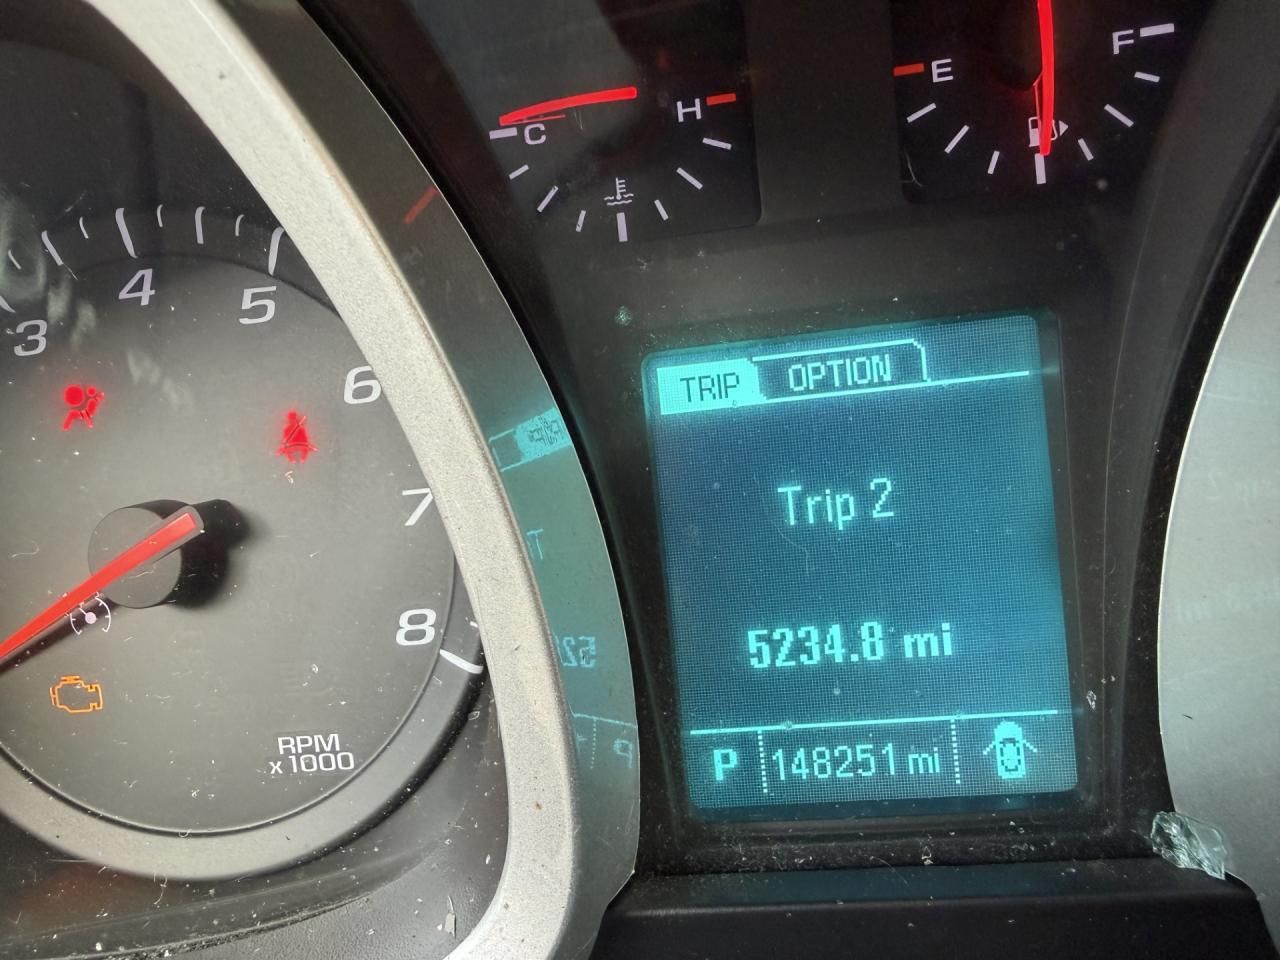 C H
E F
3 4 5 6 7 8
RPM
x1000
TRIP OPTION
Trip 2
5234.8 mi
P 148251 mi